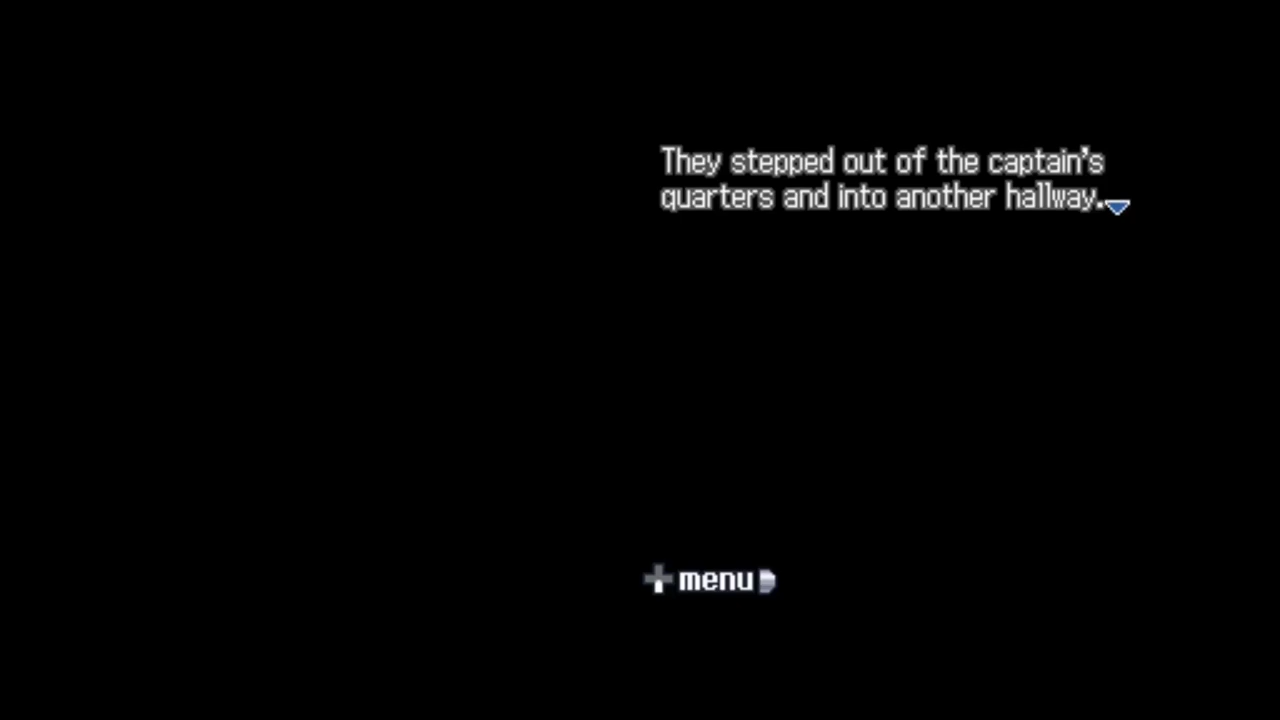 They stepped out of the captain's
quarters and into another hallway.
menu